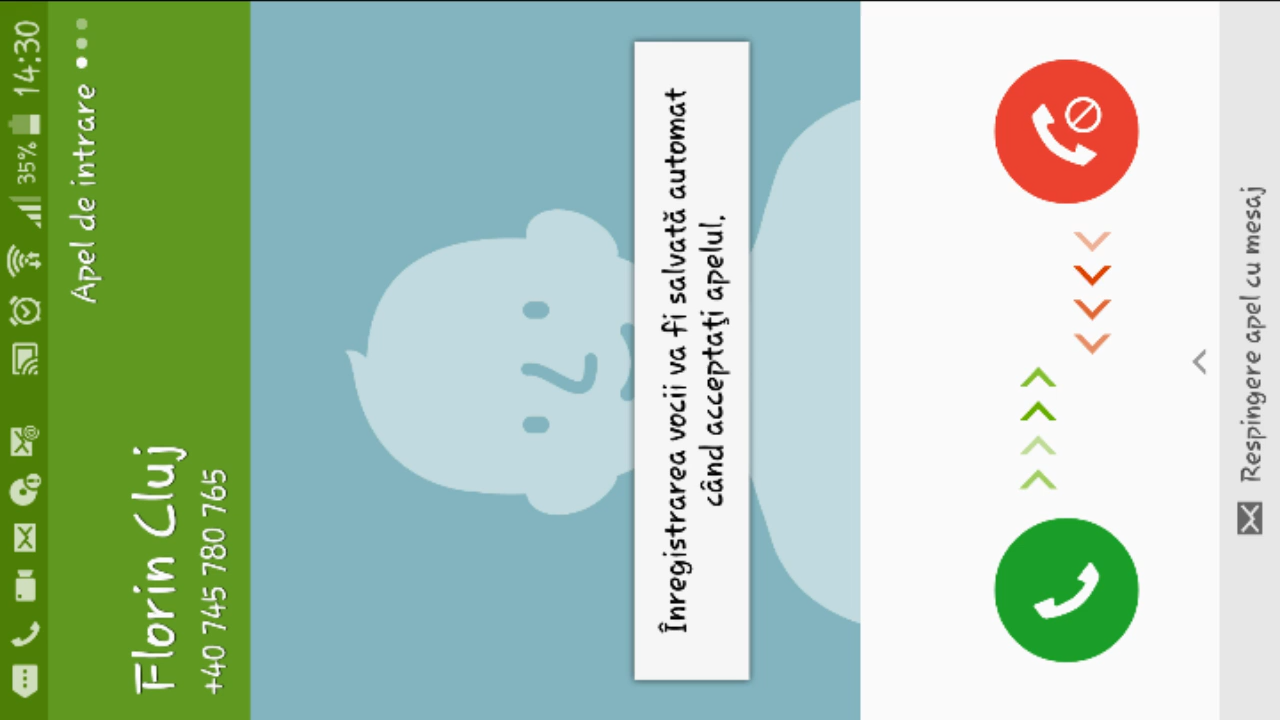 35% 14:30
Apel de intrare
Florin Cluj
+40 745 780 765
Înregistrarea vocii va fi salvată automat
când acceptaţi apelul.
Respingere apel cu mesaj